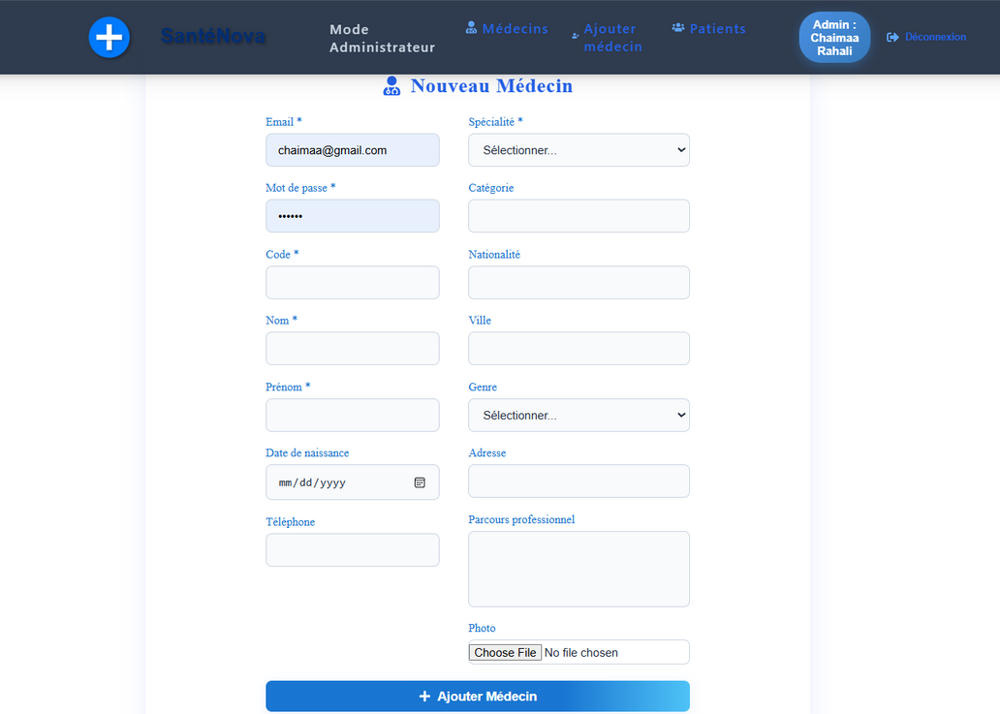 SantéNova
Mode
Administrateur
Médecins
Ajouter
médecin
Patients
Admin :
Chaimaa
Rahali
Déconnexion
Nouveau Médecin
Email *
chaimaa@gmail.com
Spécialité *
Sélectionner...
Mot de passe *
••••••
Catégorie
Code *
Nationalité
Nom *
Ville
Prénom *
Genre
Sélectionner...
Date de naissance
mm/dd/yyyy
Adresse
Téléphone
Parcours professionnel
Photo
Choose File No file chosen
Ajouter Médecin